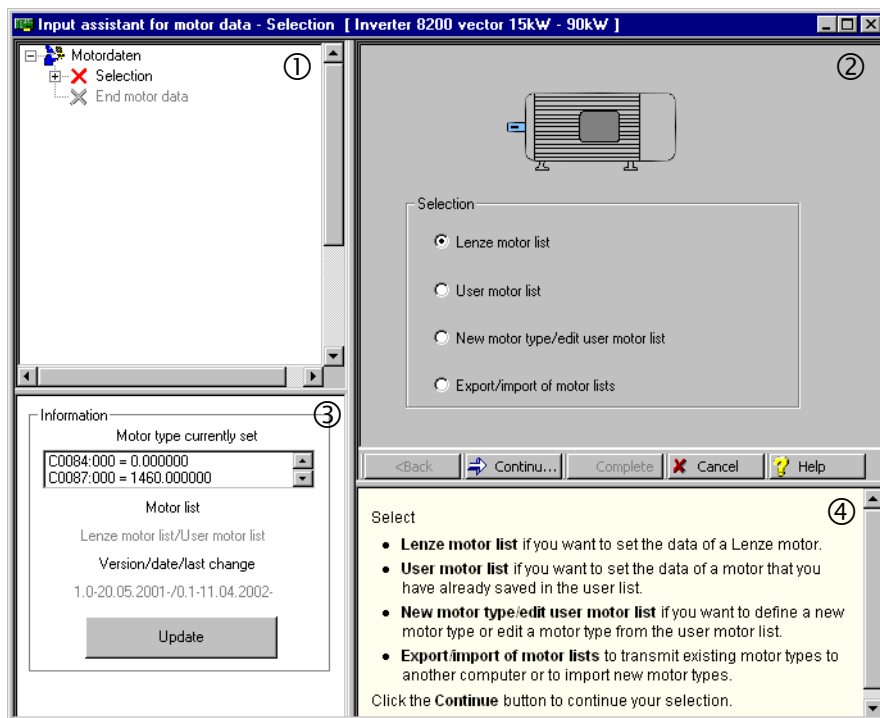 Input assistant for motor data - Selection [ Inverter 8200 vector 15kW - 90kW ]
Motordaten
Selection
End motor data
①
②
Selection
Lenze motor list
User motor list
New motor type/edit user motor list
Export/import of motor lists
<Back
Continu...
Complete
Cancel
Help
③
Information
Motor type currently set
C0084:000 = 0.000000
C0087:000 = 1460.000000
Motor list
Lenze motor list/User motor list
Version/date/last change
1.0-20.05.2001-/0.1-11.04.2002-
Update
④
Select
• Lenze motor list if you want to set the data of a Lenze motor.
• User motor list if you want to set the data of a motor that you
have already saved in the user list.
• New motor type/edit user motor list if you want to define a new
motor type or edit a motor type from the user motor list.
• Export/import of motor lists to transmit existing motor types to
another computer or to import new motor types.
Click the Continue button to continue your selection.